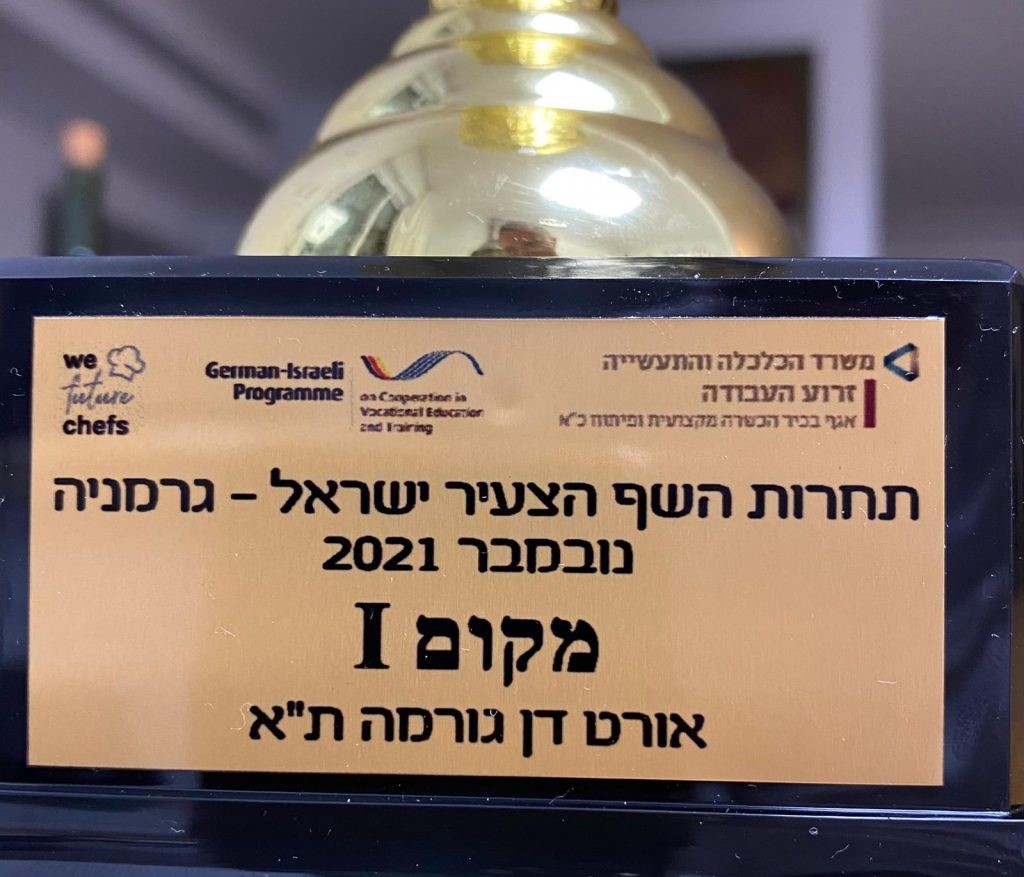 משרד הכלכלה והתעשייה
זרוע העבודה
אגף בכיר הכשרה מקצועית ופיתוח כ"א
German-Israeli
Programme
on Cooperation in
Vocational Education
and Training
we
future
chefs
תחרות השף הצעיר ישראל – גרמניה
נובמבר 2021
מקום I
אורט דן גורמה ת"א